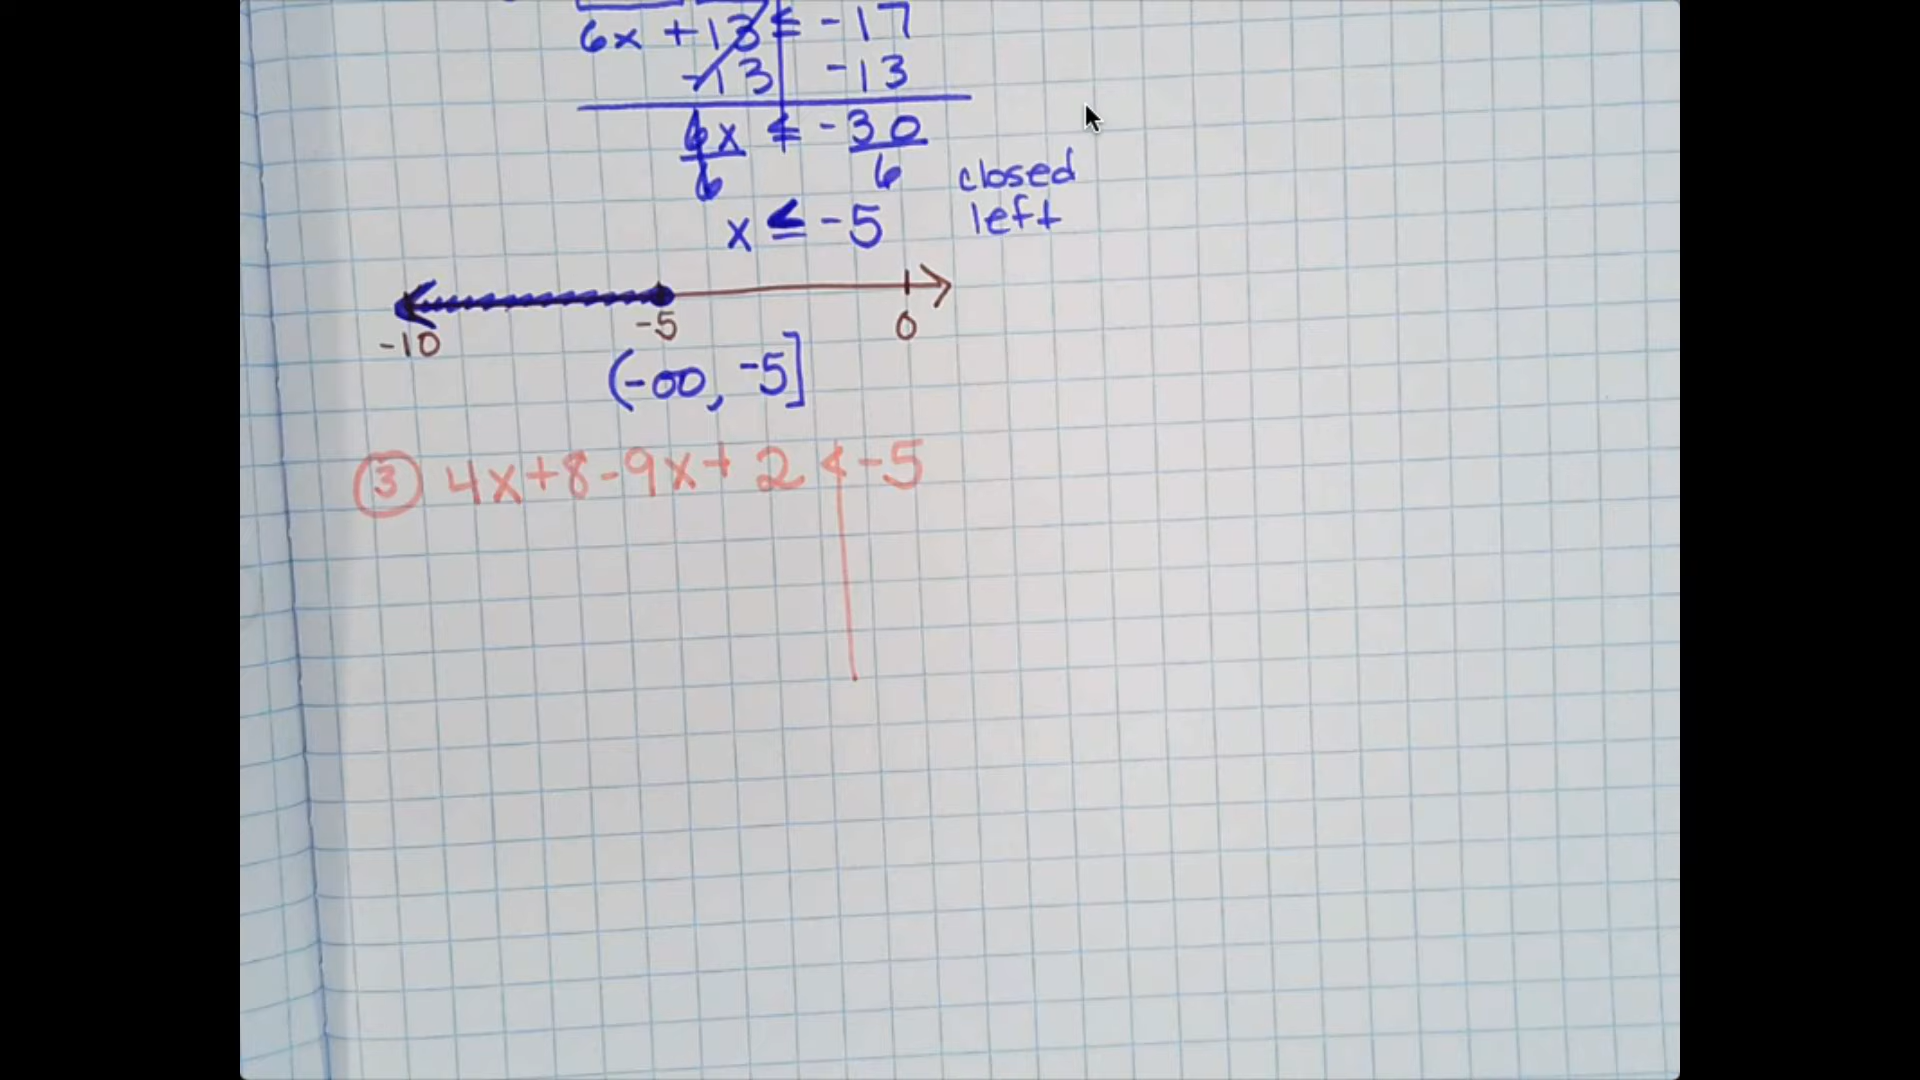 6x + 13 ≤ -17
-13 -13
6x ≤ -30
6 6
closed
x ≤ -5 left
-10 -5 0
(-∞, -5]
③ 4x+8-9x+2 < -5